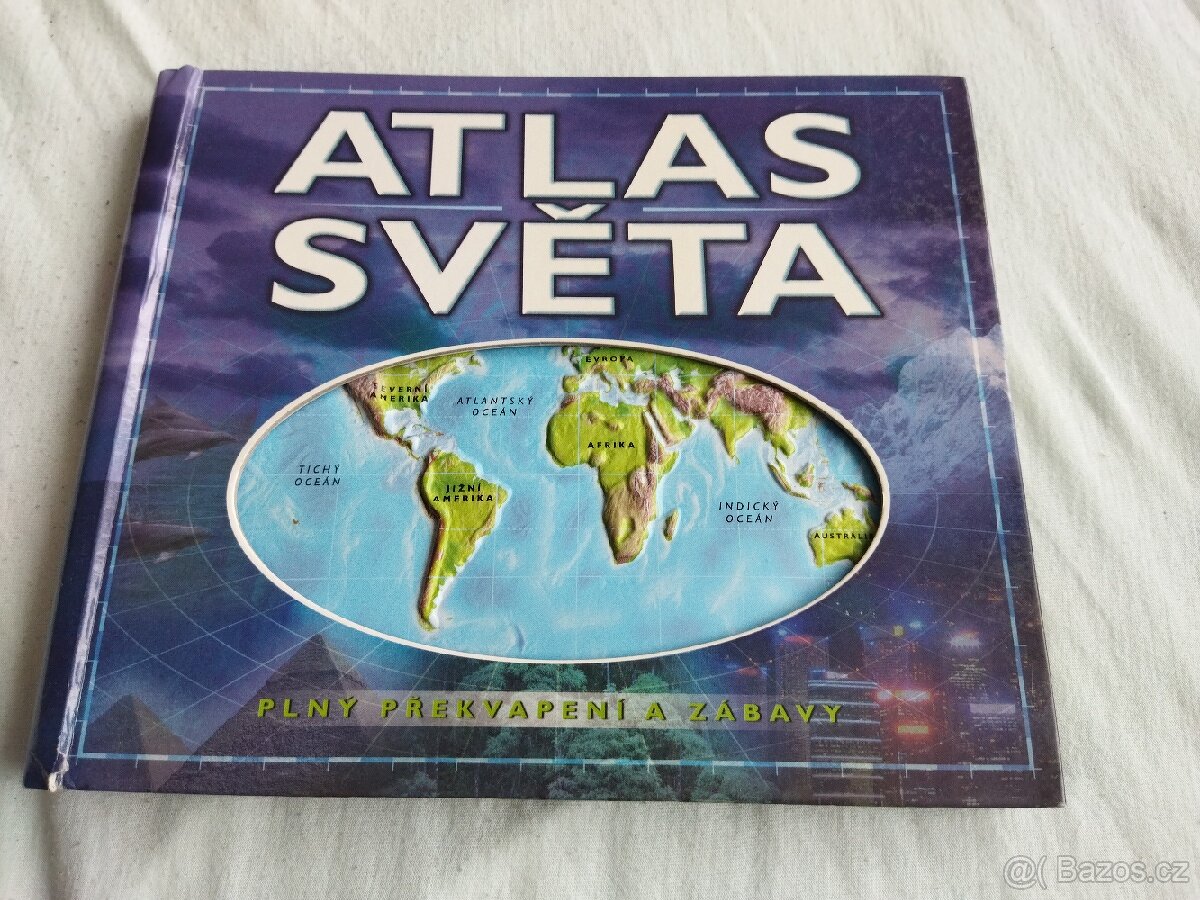 ATLAS
SVĚTA
EVROPA
SEVERNÍ
AMERIKA
ATLANTSKÝ
OCEÁN
AFRIKA
TICHÝ
OCEÁN
JIŽNÍ
AMERIKA
INDICKÝ
OCEÁN
AUSTRÁLIE
PLNÝ PŘEKVAPENÍ A ZÁBAVY
@( Bazos.cz